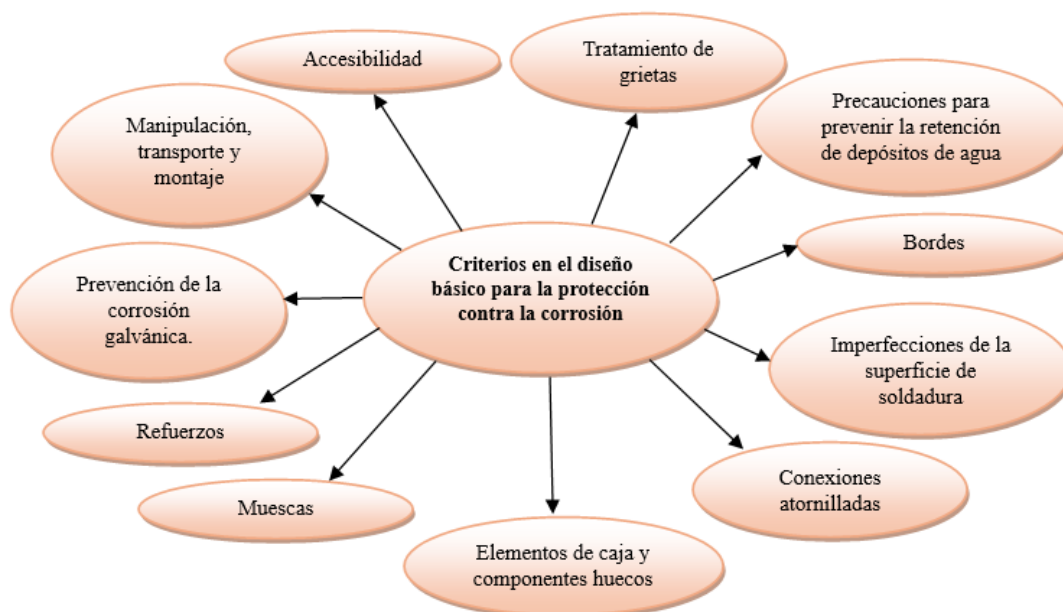 Accesibilidad
Tratamiento de
grietas
Precauciones para
prevenir la retención
de depósitos de agua
Bordes
Imperfecciones de la
superficie de
soldadura
Conexiones
atornilladas
Elementos de caja y
componentes huecos
Muescas
Refuerzos
Prevención de la
corrosión
galvánica.
Manipulación,
transporte y
montaje
Criterios en el diseño
básico para la protección
contra la corrosión